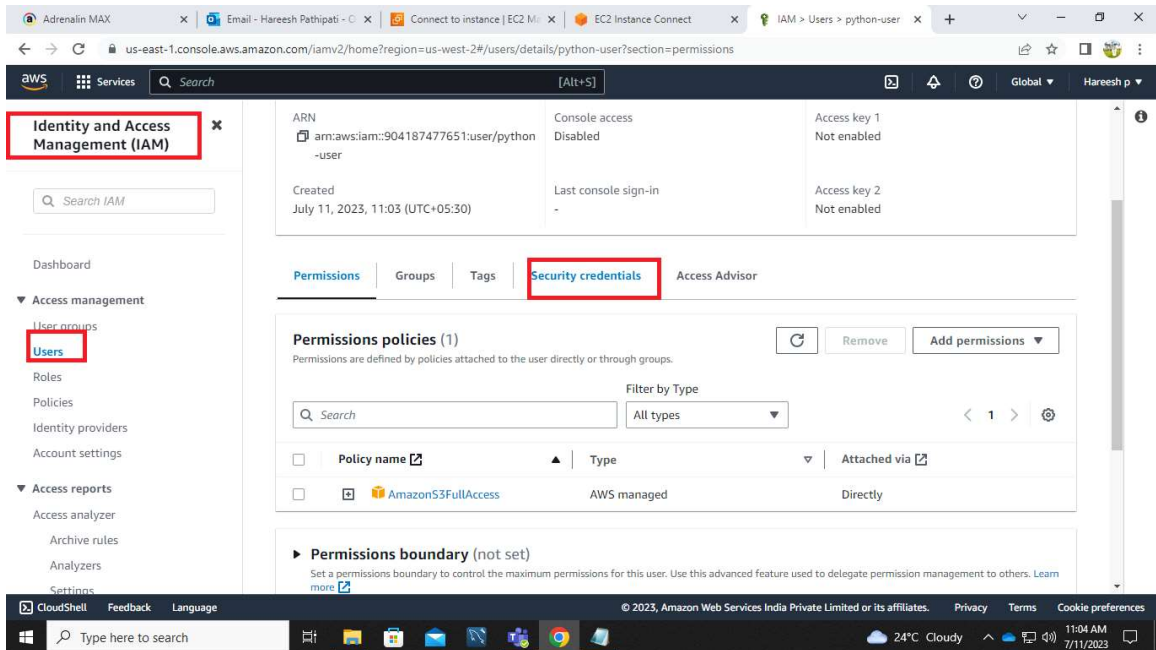 Adrenalin MAX
Email - Hareesh Pathipati - O
Connect to instance | EC2 Ma
EC2 Instance Connect
IAM > Users > python-user
us-east-1.console.aws.amazon.com/iamv2/home?region=us-west-2#/users/details/python-user?section=permissions
aws
Services
Search
[Alt+S]
Global
Hareesh p
Identity and Access
Management (IAM)
Search IAM
Dashboard
Access management
User groups
Users
Roles
Policies
Identity providers
Account settings
Access reports
Access analyzer
Archive rules
Analyzers
Settings
ARN
arn:aws:iam::904187477651:user/python
-user
Console access
Disabled
Access key 1
Not enabled
Created
July 11, 2023, 11:03 (UTC+05:30)
Last console sign-in
-
Access key 2
Not enabled
Permissions
Groups
Tags
Security credentials
Access Advisor
Permissions policies (1)
Permissions are defined by policies attached to the user directly or through groups.
Remove
Add permissions
Filter by Type
Search
All types
1
Policy name
Type
Attached via
AmazonS3FullAccess
AWS managed
Directly
Permissions boundary (not set)
Set a permissions boundary to control the maximum permissions for this user. Use this advanced feature used to delegate permission management to others. Learn
more
CloudShell
Feedback
Language
© 2023, Amazon Web Services India Private Limited or its affiliates.
Privacy
Terms
Cookie preferences
Type here to search
24°C Cloudy
11:04 AM
7/11/2023